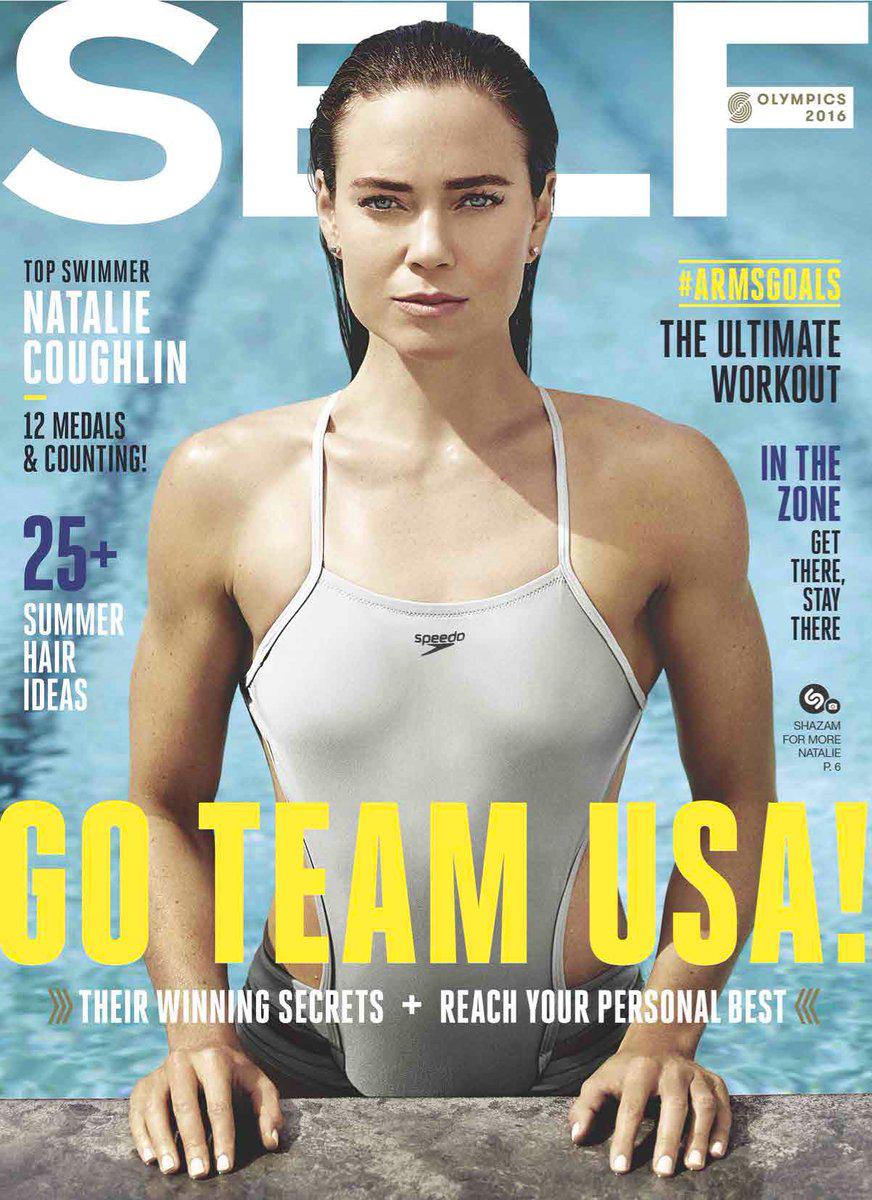 SELF
OLYMPICS
2016
TOP SWIMMER
NATALIE
COUGHLIN
12 MEDALS
& COUNTING!
25+
SUMMER
HAIR
IDEAS
#ARMSGOALS
THE ULTIMATE
WORKOUT
IN THE
ZONE
GET
THERE,
STAY
THERE
SHAZAM
FOR MORE
NATALIE
P. 6
speedo
GO TEAM USA!
THEIR WINNING SECRETS + REACH YOUR PERSONAL BEST